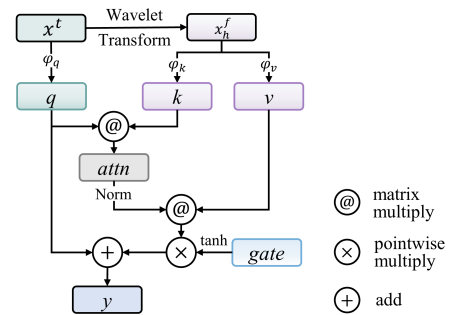 x^t
Wavelet
Transform
x_h^f
φ_q
φ_k
φ_v
q
k
v
@
attn
Norm
@
tanh
+
×
gate
y
@ matrix
multiply
× pointwise
multiply
+ add